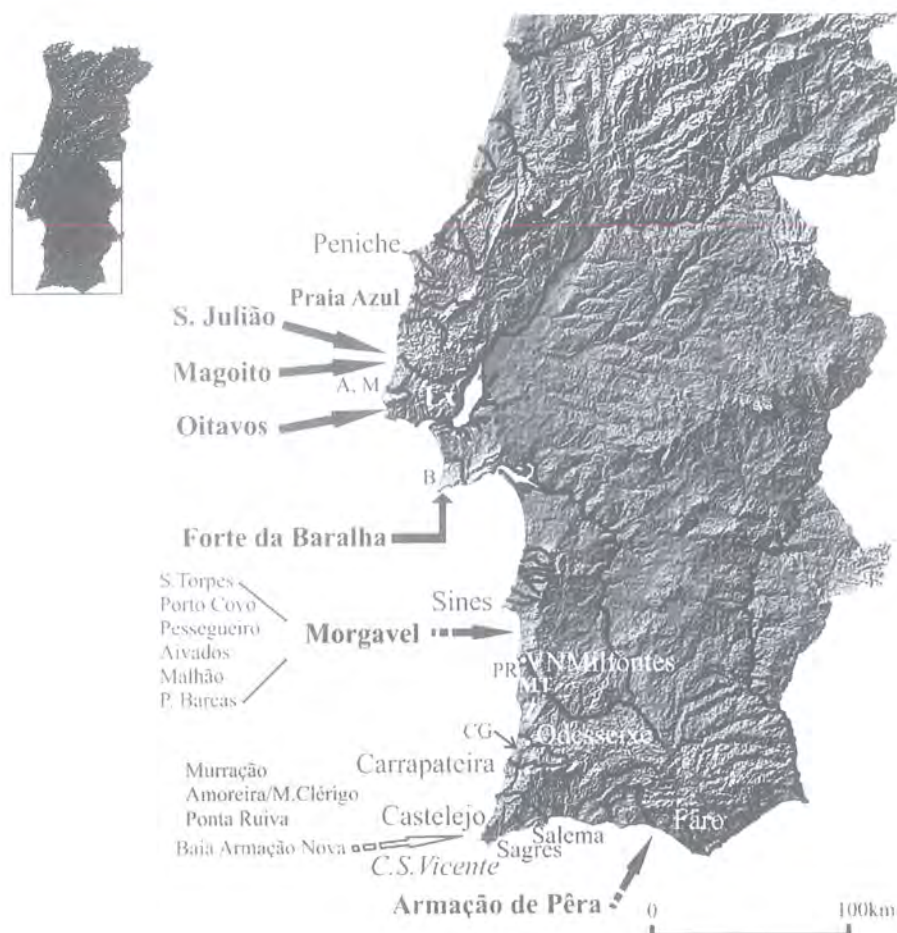 Peniche
Praia Azul
S. Julião
Magoito
A, M
LX
Oitavos
B
Forte da Baralha
S.Torpes
Porto Covo
Pessegueiro
Aivados
Malhão
P. Barcas
Sines
Morgavel
PR
VNMilfontes
MT
CG
Odesseixe
Carrapateira
Murração
Amoreira/M.Clérigo
Ponta Ruiva
Baia Armação Nova
Castelejo
Salema
Faro
Sagres
C.S.Vicente
Armação de Pêra
0 100km